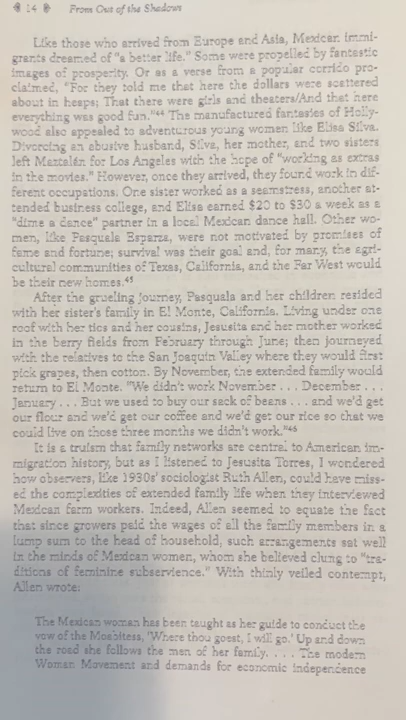 14 From Out of the Shadows
Like those who arrived from Europe and Asia, Mexican immi-
grants dreamed of "a better life." Some were propelled by fantastic
images of prosperity. Or as a verse from a popular corrido pro-
claimed, "For they told me that here the dollars were scattered
about in heaps; That there were girls and theaters/And that here
everything was good fun."44 The manufactured fantasies of Holly-
wood also appealed to adventurous young women like Elisa Silva.
Divorcing an abusive husband, Silva, her mother, and two sisters
left Mazatlán for Los Angeles with the hope of "working as extras
in the movies." However, once they arrived, they found work in dif-
ferent occupations. One sister worked as a seamstress, another at-
tended business college, and Elisa earned $20 to $30 a week as a
"dime a dance" partner in a local Mexican dance hall. Other wo-
men, like Pasquala Esparza, were not motivated by promises of
fame and fortune; survival was their goal and, for many, the agri-
cultural communities of Texas, California, and the Far West would
be their new homes.45
After the grueling journey, Pasquala and her children resided
with her sister's family in El Monte, California. Living under one
roof with her tios and her cousins, Jesusita and her mother worked
in the berry fields from February through June; then journeyed
with the relatives to the San Joaquin Valley where they would first
pick grapes, then cotton. By November, the extended family would
return to El Monte. "We didn't work November . . . December . . .
January . . . But we used to buy our sack of beans . . . and we'd get
our flour and we'd get our coffee and we'd get our rice so that we
could live on those three months we didn't work."46
It is a truism that family networks are central to American im-
migration history, but as I listened to Jesusita Torres, I wondered
how observers, like 1930s' sociologist Ruth Allen, could have miss-
ed the complexities of extended family life when they interviewed
Mexican farm workers. Indeed, Allen seemed to equate the fact
that since growers paid the wages of all the family members in a
lump sum to the head of household, such arrangements sat well
in the minds of Mexican women, whom she believed clung to "tra-
ditions of feminine subservience." With thinly veiled contempt,
Allen wrote:
The Mexican woman has been taught as her guide to conduct the
vow of the Moabitess, 'Where thou goest, I will go.' Up and down
the road she follows the men of her family. . . . The modern
Woman Movement and demands for economic independence